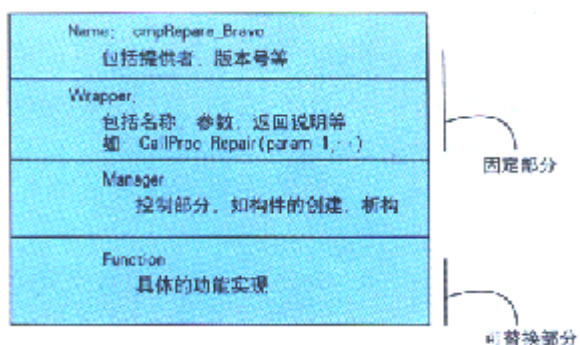 Name: cmpRepare_Bravo
包括提供者、版本号等
Wrapper:
包括名称、参数、返回说明等
如 CallProc Repair(param 1,…)
Manager
控制部分，如构件的创建、析构
Function
具体的功能实现
固定部分
可替换部分